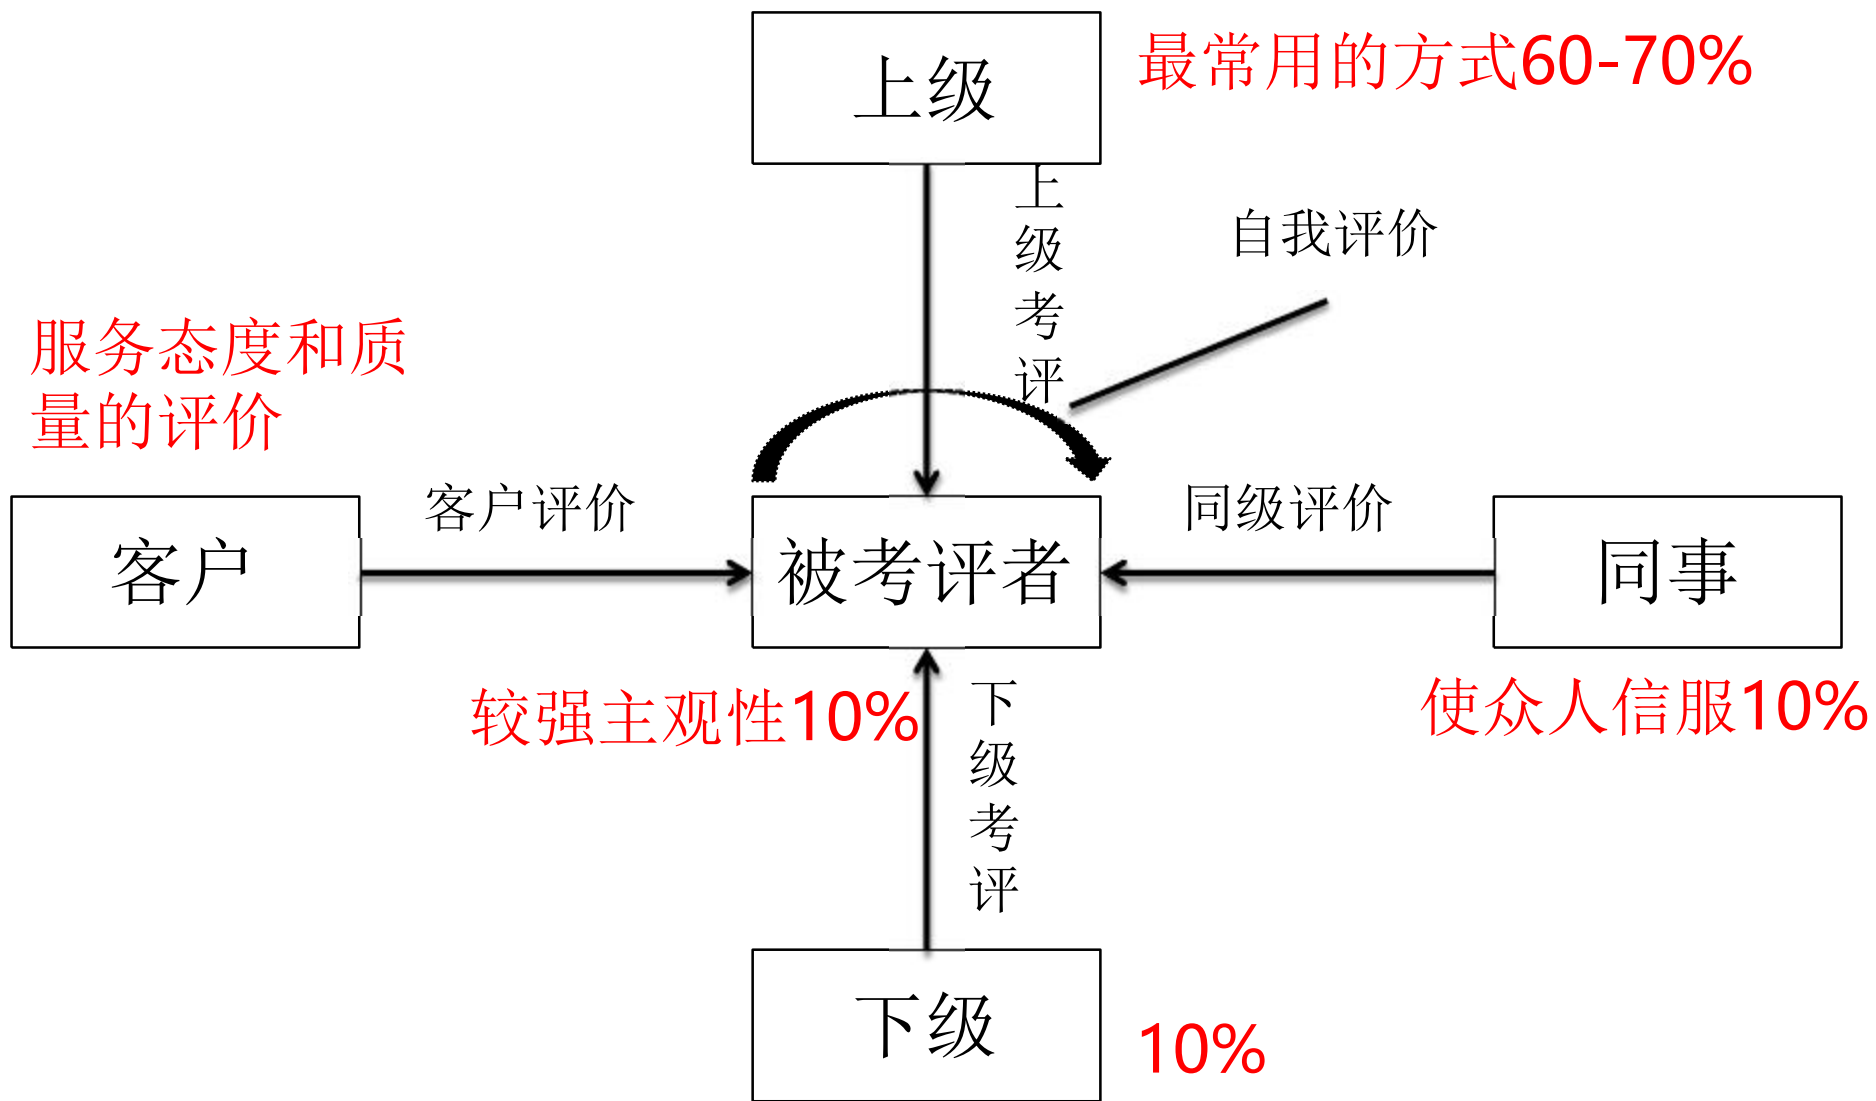 上级
最常用的方式60-70%
上级考评
自我评价
服务态度和质
量的评价
客户评价
同级评价
客户
被考评者
同事
较强主观性10%
使众人信服10%
下级考评
下级
10%